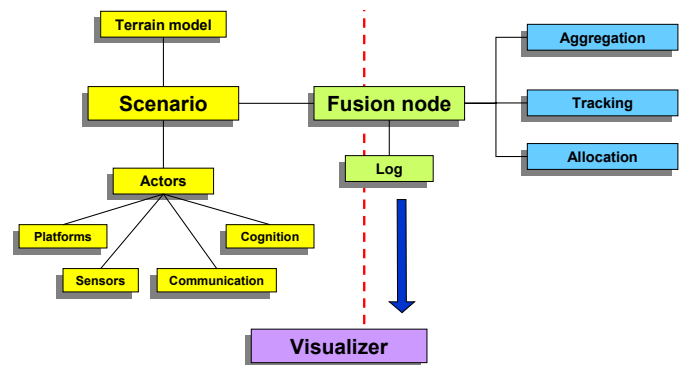 Terrain model
Aggregation
Scenario
Fusion node
Tracking
Log
Allocation
Actors
Platforms
Cognition
Sensors
Communication
Visualizer